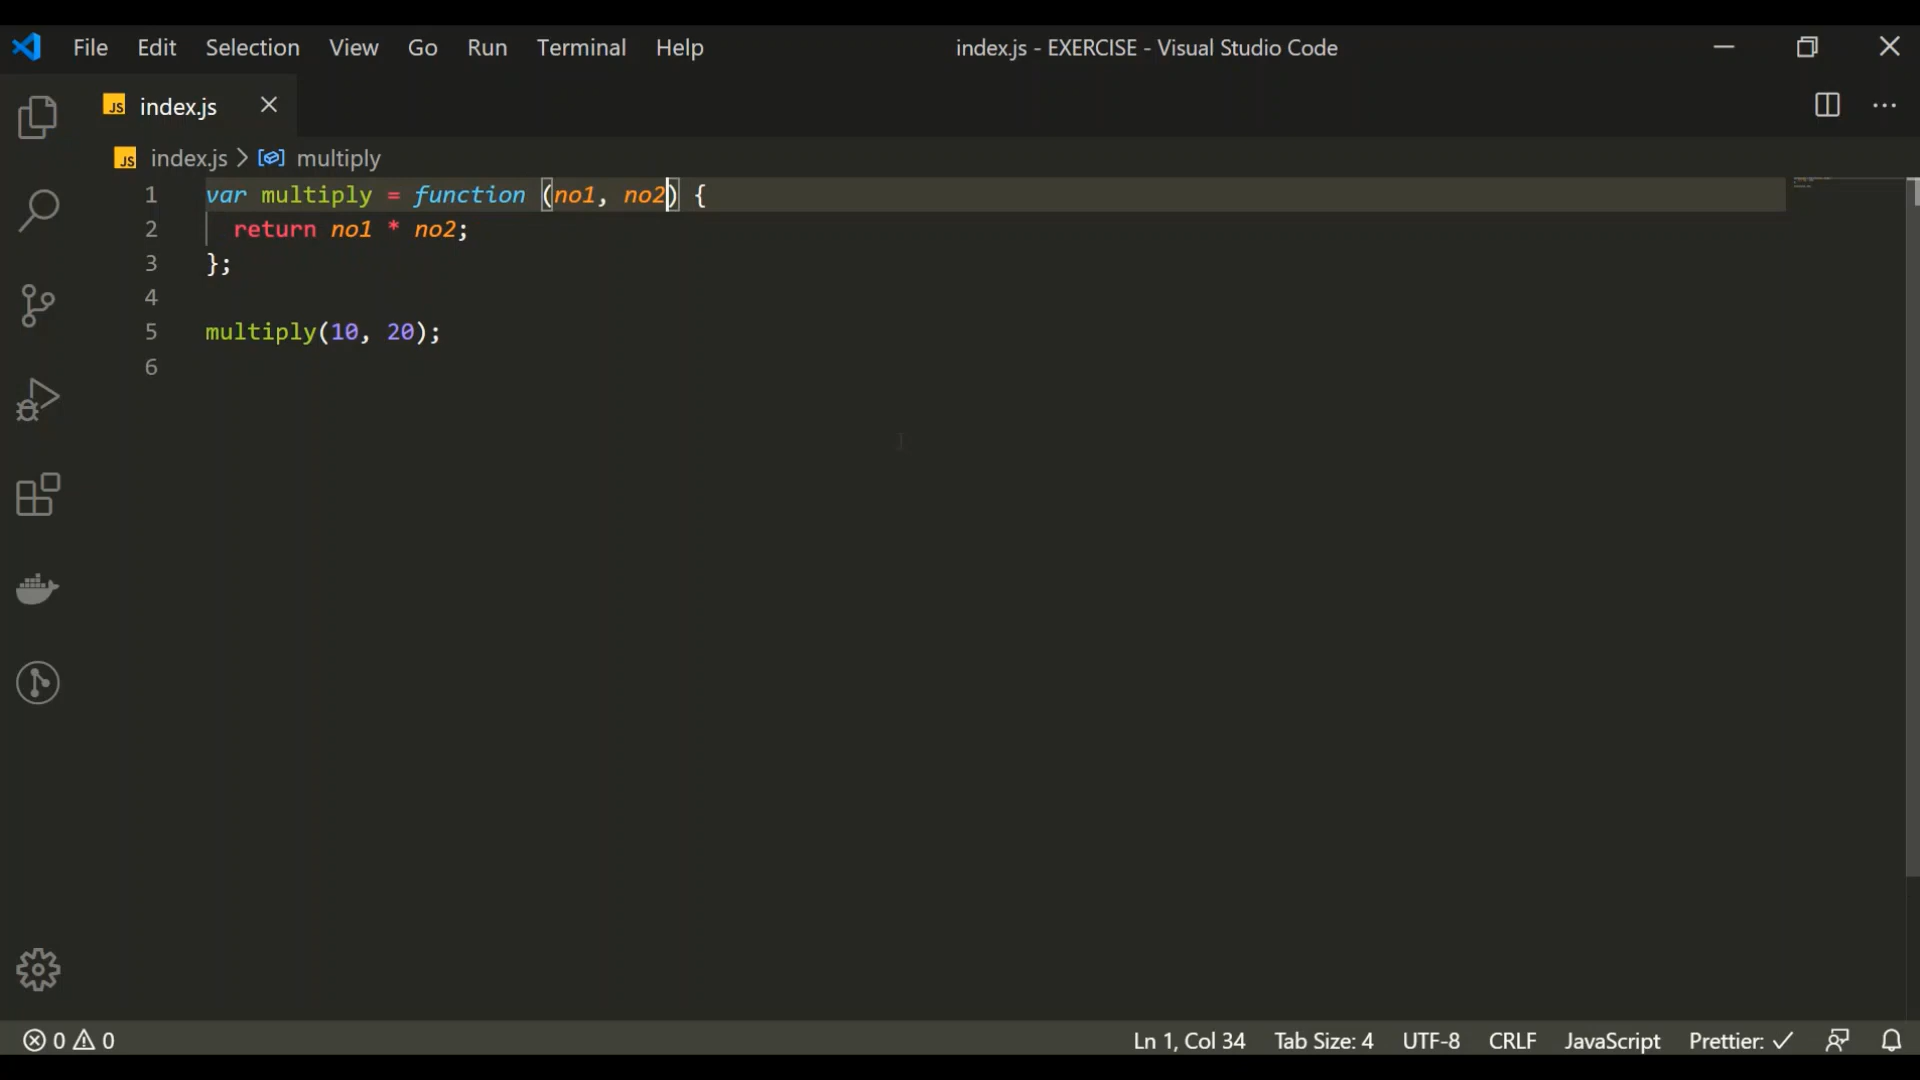 File Edit Selection View Go Run Terminal Help index.js - EXERCISE - Visual Studio Code
JS index.js
JS index.js > multiply
1 var multiply = function (no1, no2) {
2   return no1 * no2;
3 };
4
5 multiply(10, 20);
6
0 0 Ln 1, Col 34 Tab Size: 4 UTF-8 CRLF JavaScript Prettier: ✓